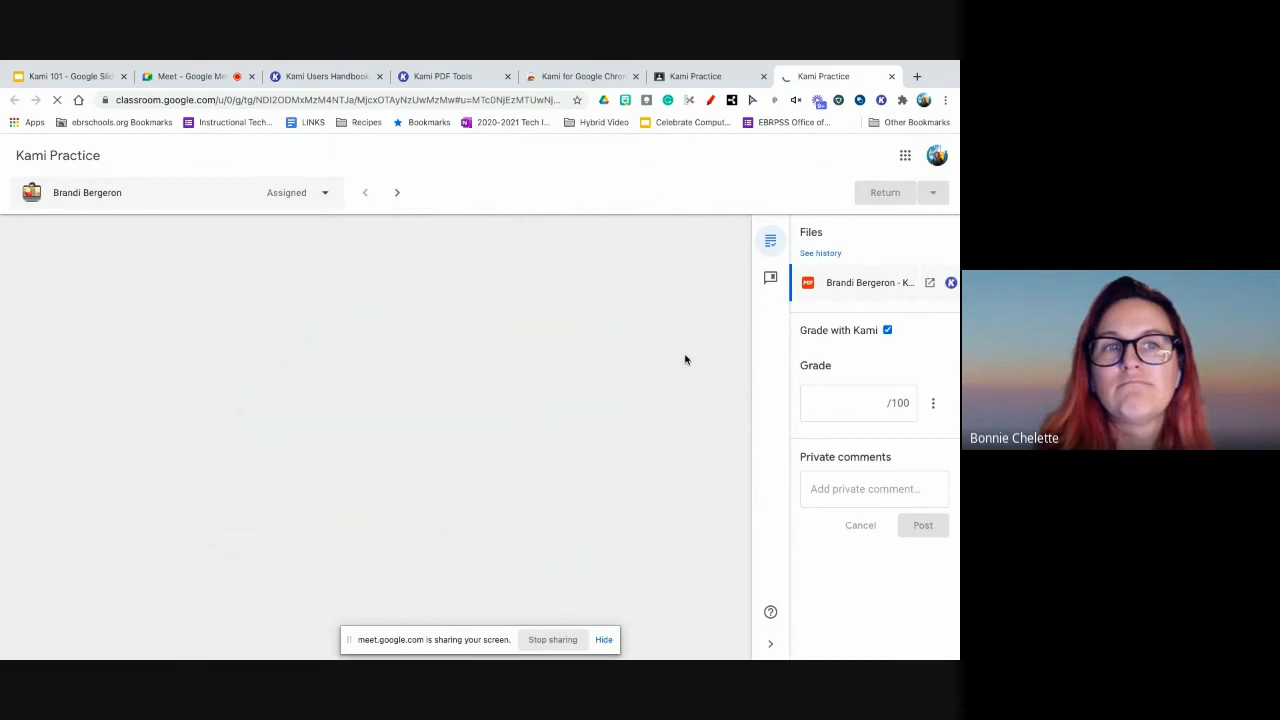 Kami 101 - Google Slid
Meet - Google Me
Kami Users Handbook
Kami PDF Tools
Kami for Google Chrom
Kami Practice
Kami Practice
Apps
ebrschools.org Bookmarks
Instructional Tech...
LINKS
Recipes
Bookmarks
2020-2021 Tech I...
Hybrid Video
Celebrate Comput...
EBRPSS Office of...
Other Bookmarks
Kami Practice
Brandi Bergeron
Assigned
Return
Files
See history
PDF
Brandi Bergeron - K...
Grade with Kami
Grade
/100
Private comments
Add private comment...
Cancel
Post
Bonnie Chelette
meet.google.com is sharing your screen.
Stop sharing
Hide